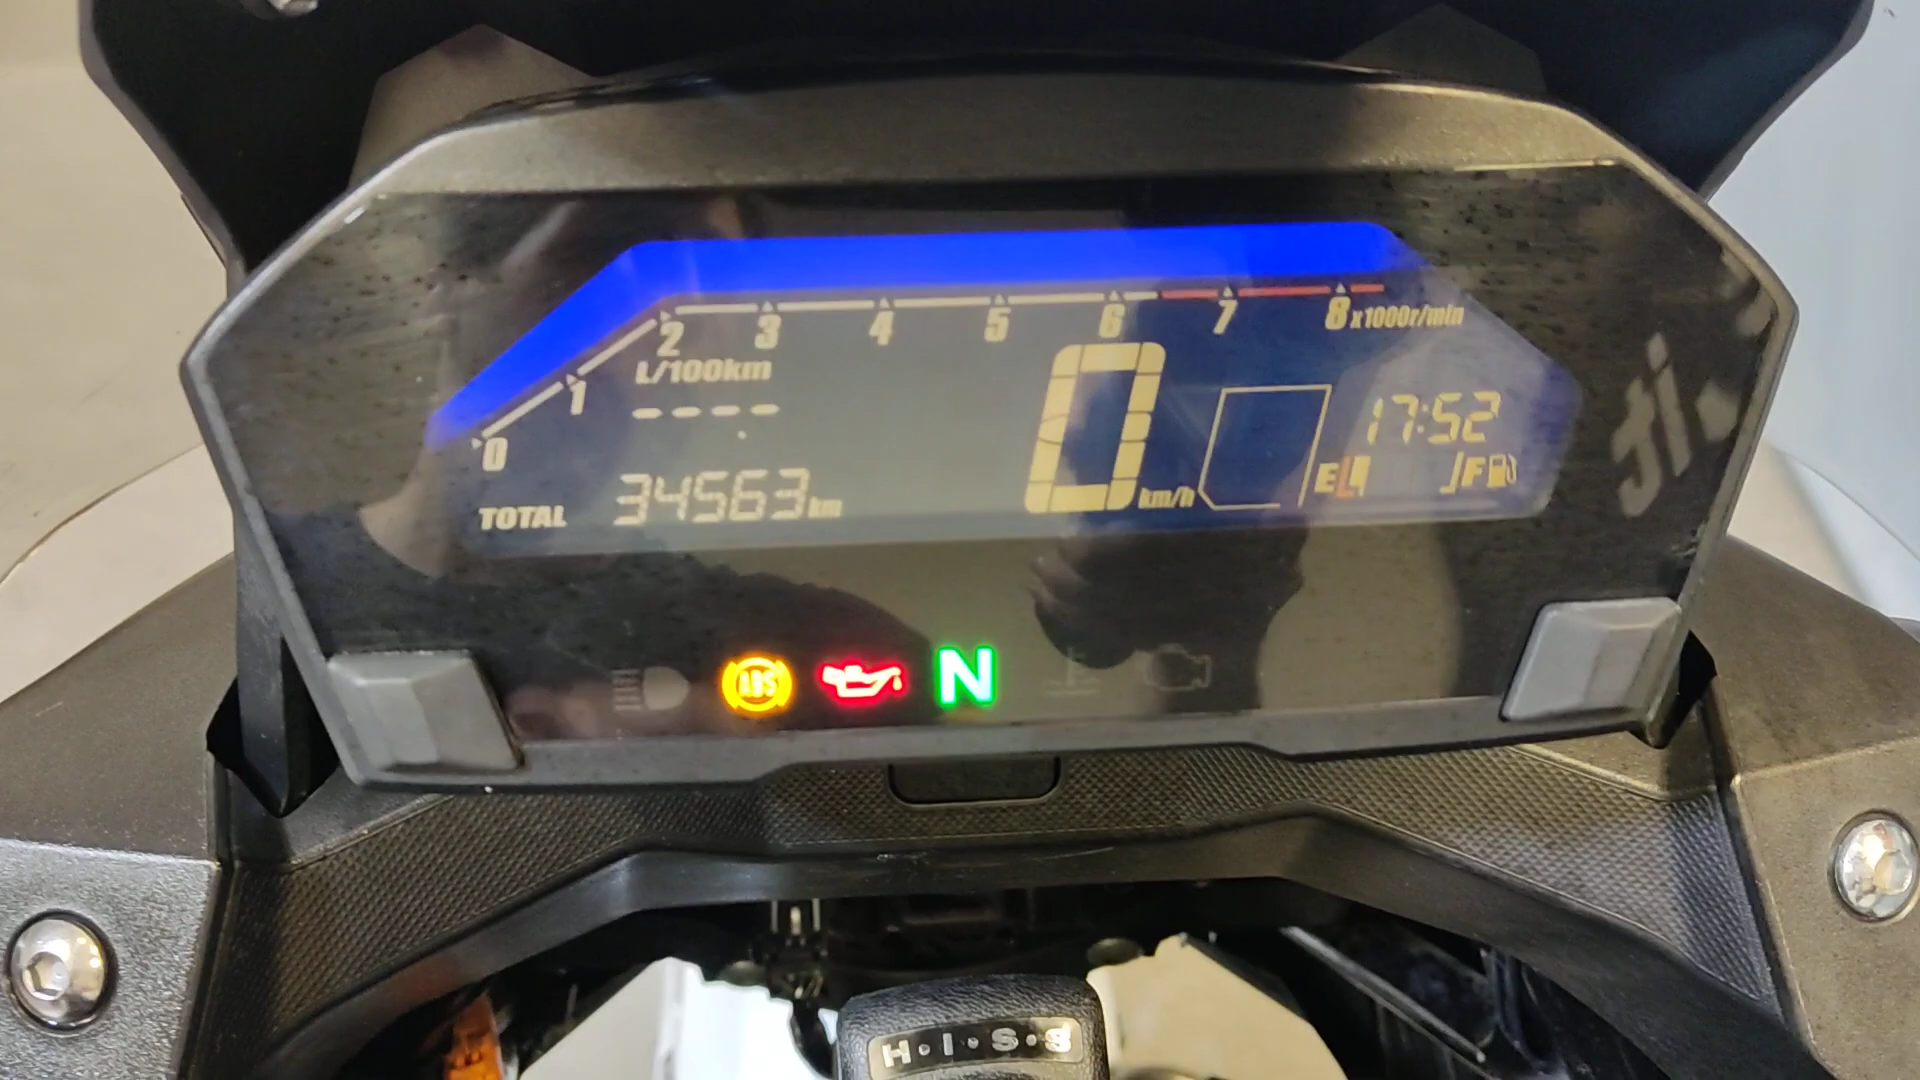 0 1 2 3 4 5 6 7 8 x1000r/min
L/100km
----
TOTAL 34563 km
0 km/h
17:52
E F
ABS
N
H·I·S·S